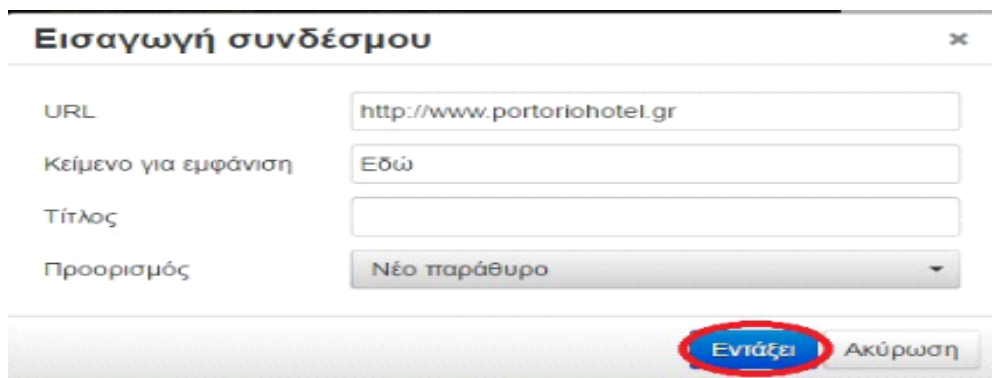 Εισαγωγή συνδέσμου
URL http://www.portoriohotel.gr
Κείμενο για εμφάνιση Εδώ
Τίτλος
Προορισμός Νέο παράθυρο
Εντάξει Ακύρωση